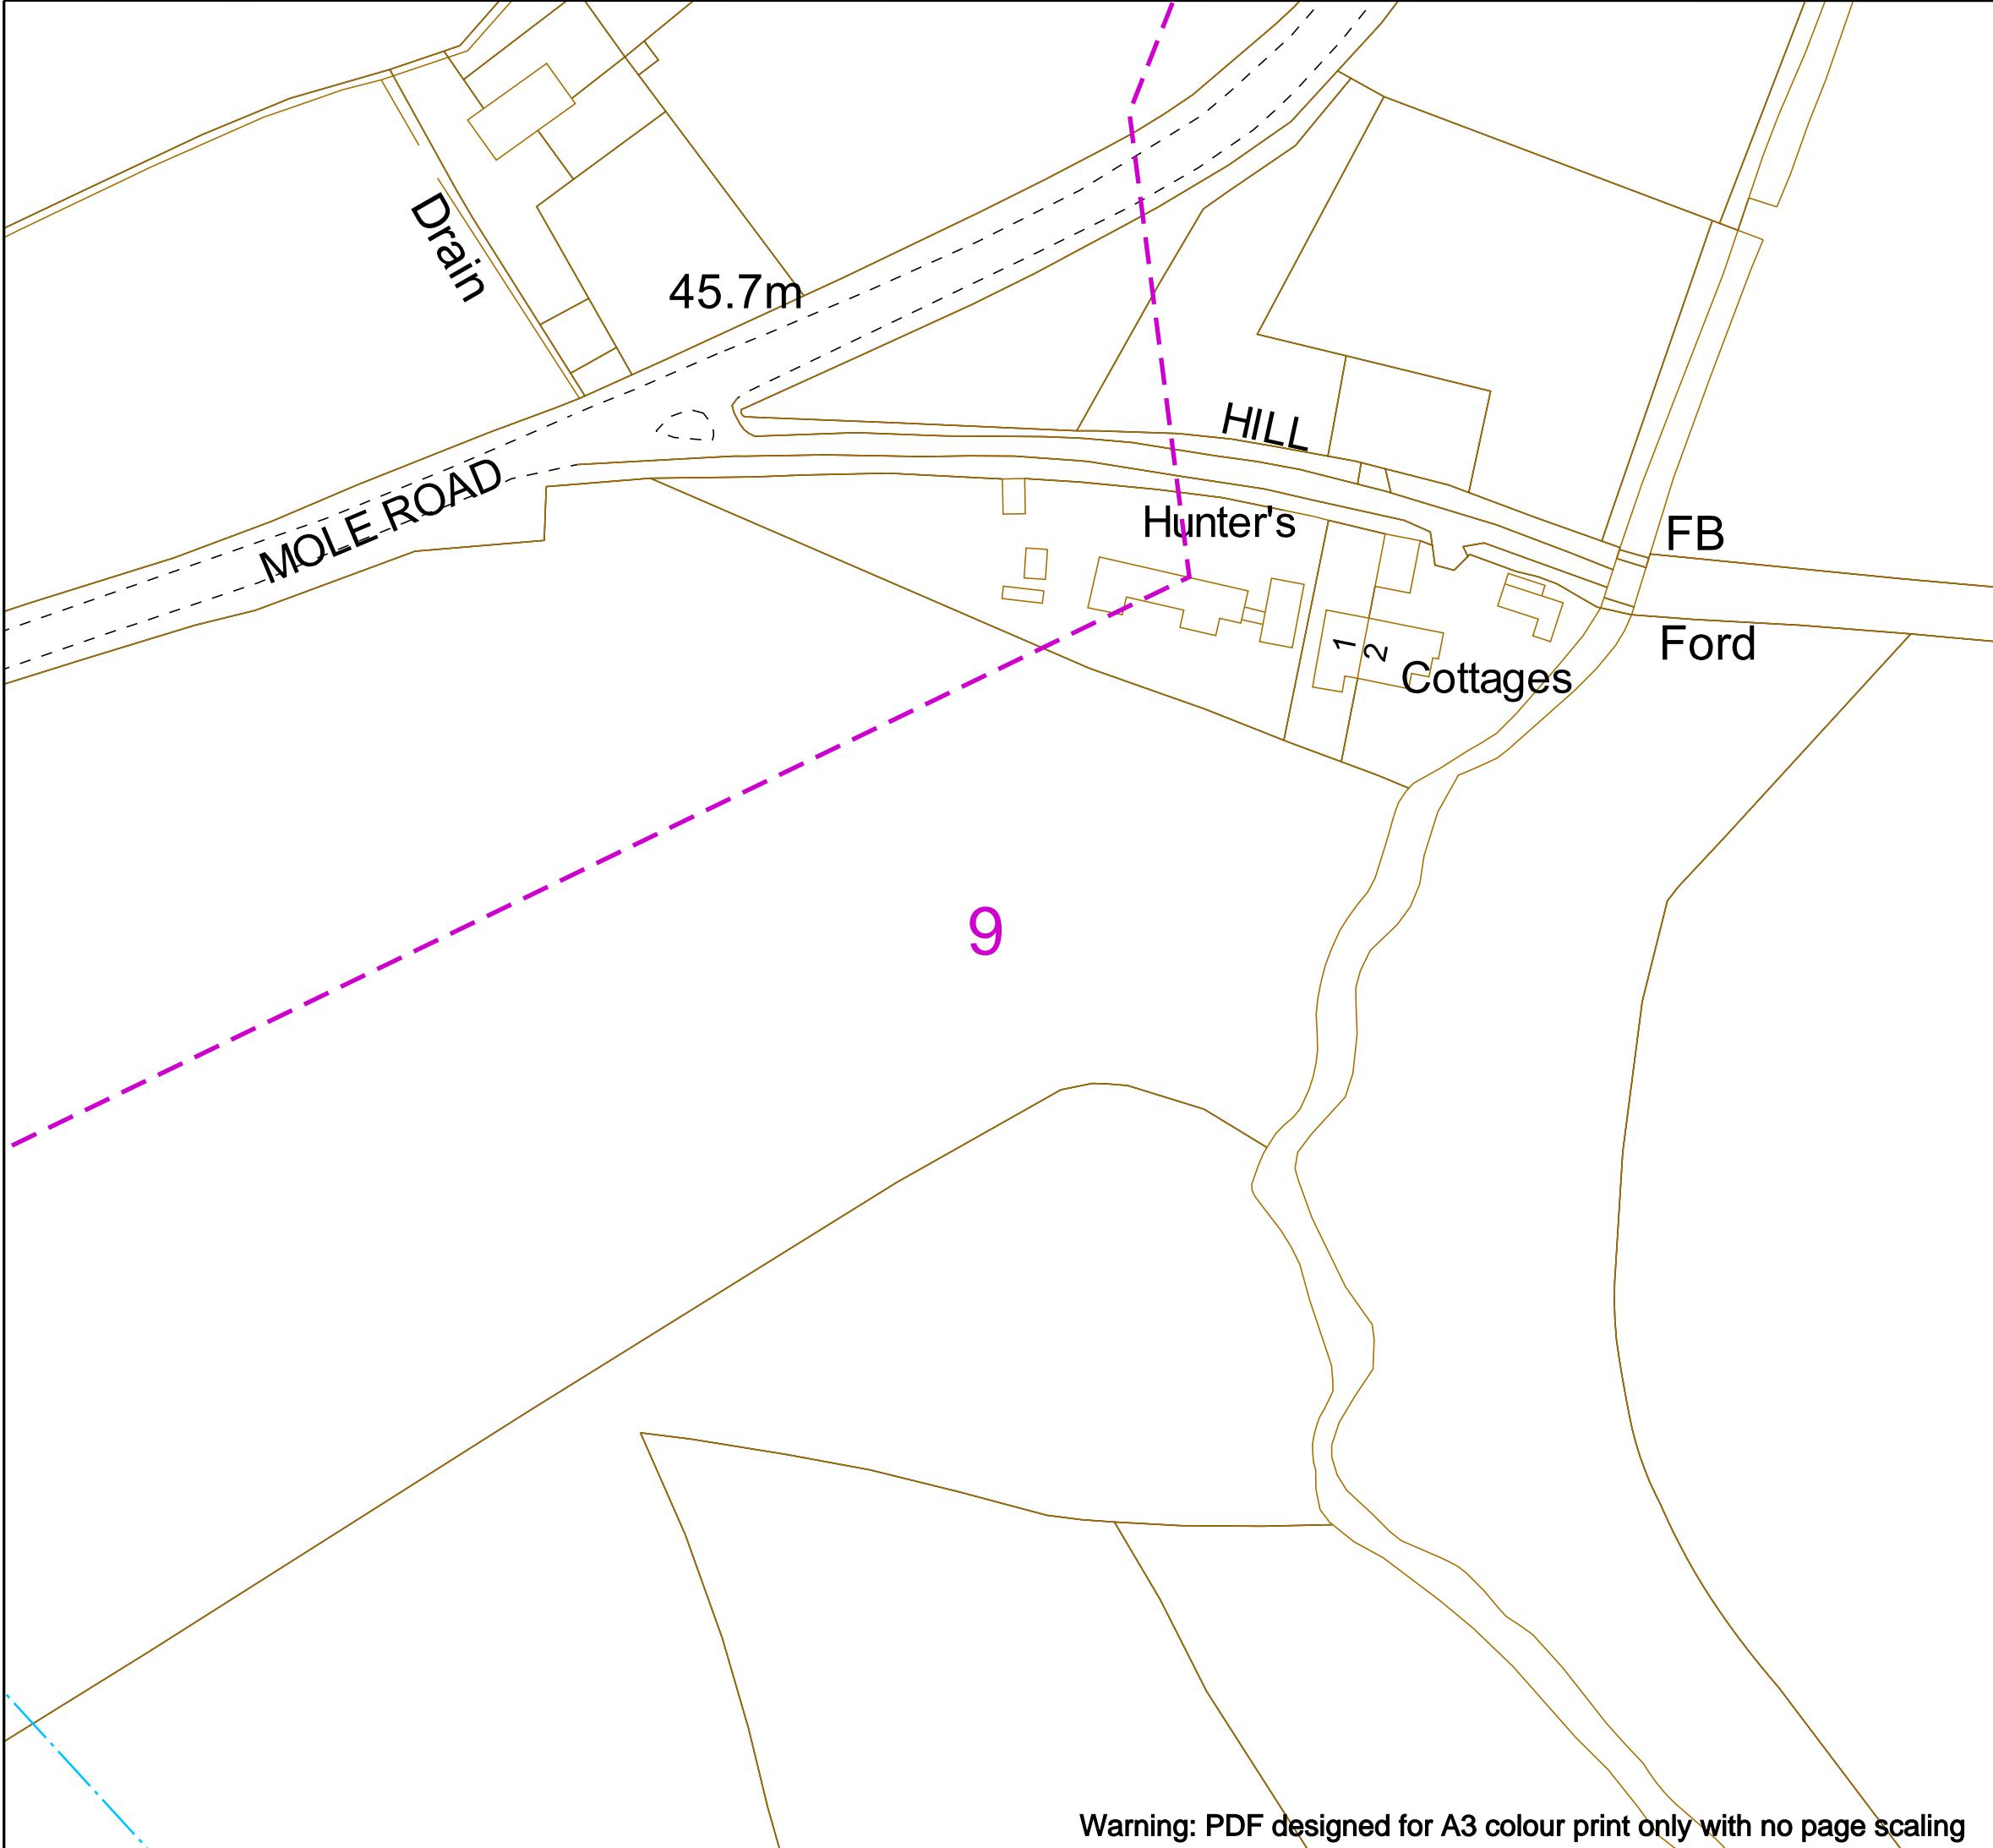 Drain
45.7m
HILL
MOLE ROAD
Hunter's
FB
1
2
Ford
Cottages
9
Warning: PDF designed for A3 colour print only with no page scaling